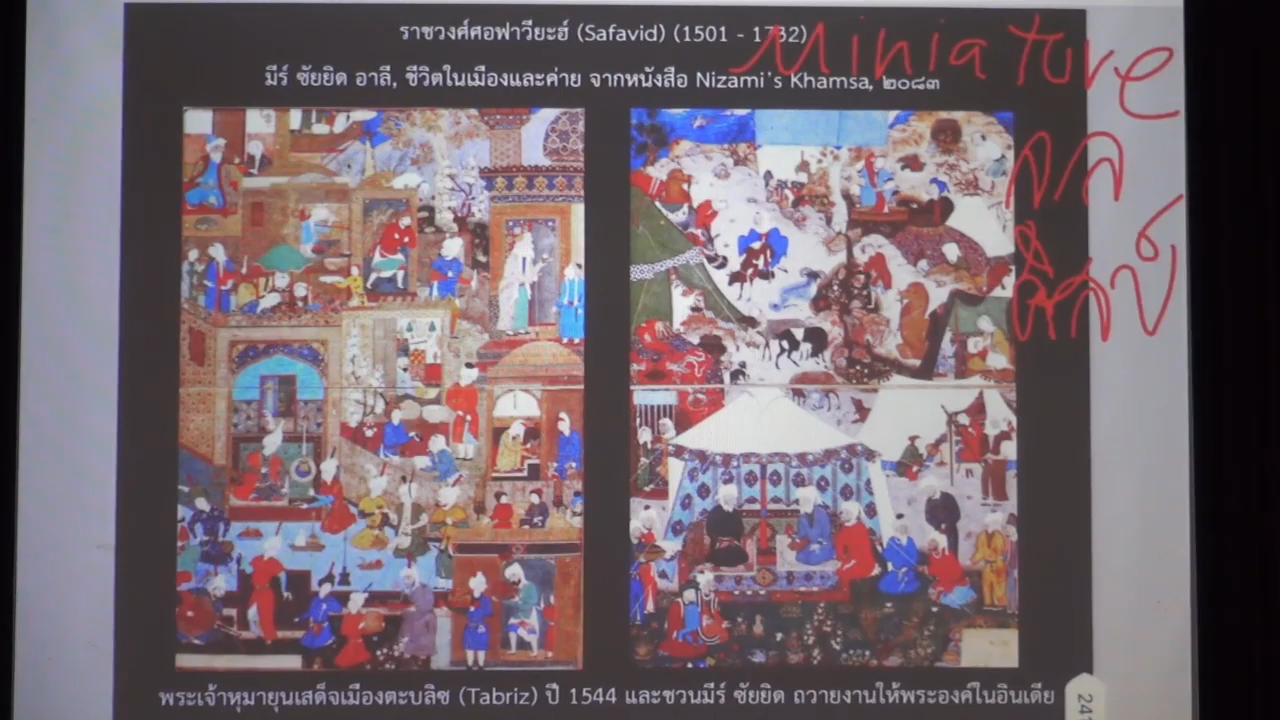 ราชวงศ์ศอฟาวียะฮ์ (Safavid) (1501 - 1732)
Miniature
มีร์ ซัยยิด อาลี, ชีวิตในเมืองและค่าย จากหนังสือ Nizami's Khamsa, ๒๐๘๓
จุล
ศิลป์
พระเจ้าหุมายุนเสด็จเมืองตะบลิซ (Tabriz) ปี 1544 และชวนมีร์ ซัยยิด ถวายงานให้พระองค์ในอินเดีย